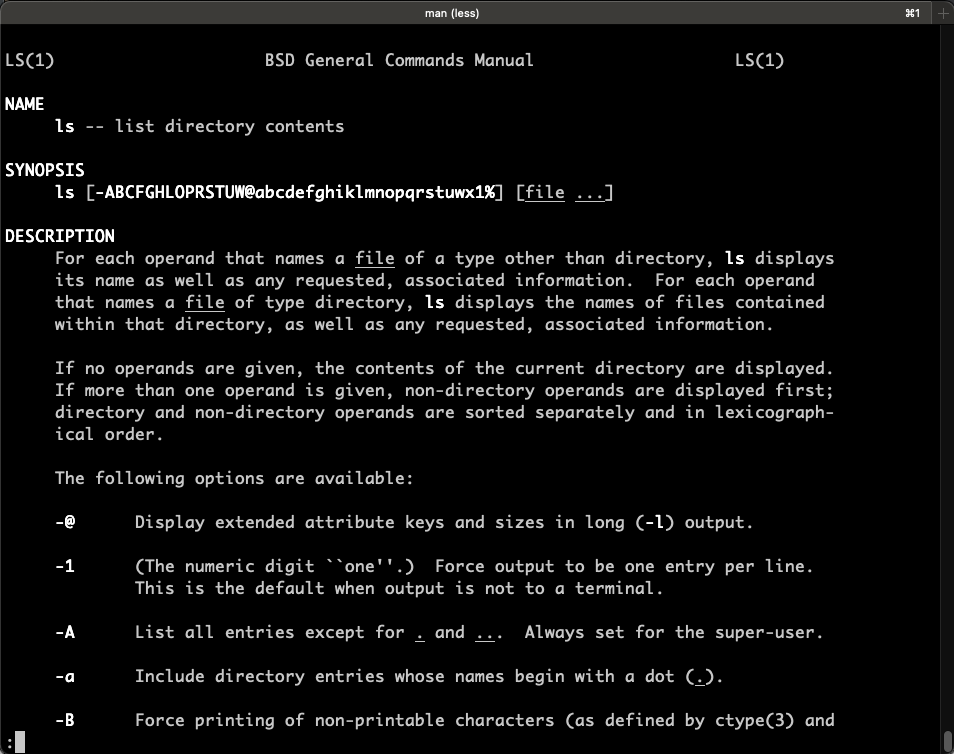 man (less) ⌘1 +
LS(1) BSD General Commands Manual LS(1)
NAME
ls -- list directory contents
SYNOPSIS
ls [-ABCFGHLOPRSTUW@abcdefghiklmnopqrstuwx1%] [file ...]
DESCRIPTION
For each operand that names a file of a type other than directory, ls displays
its name as well as any requested, associated information.  For each operand
that names a file of type directory, ls displays the names of files contained
within that directory, as well as any requested, associated information.
If no operands are given, the contents of the current directory are displayed.
If more than one operand is given, non-directory operands are displayed first;
directory and non-directory operands are sorted separately and in lexicograph-
ical order.
The following options are available:
-@ Display extended attribute keys and sizes in long (-l) output.
-1 (The numeric digit ``one''.)  Force output to be one entry per line.
This is the default when output is not to a terminal.
-A List all entries except for . and ...  Always set for the super-user.
-a Include directory entries whose names begin with a dot (.).
-B Force printing of non-printable characters (as defined by ctype(3) and
: